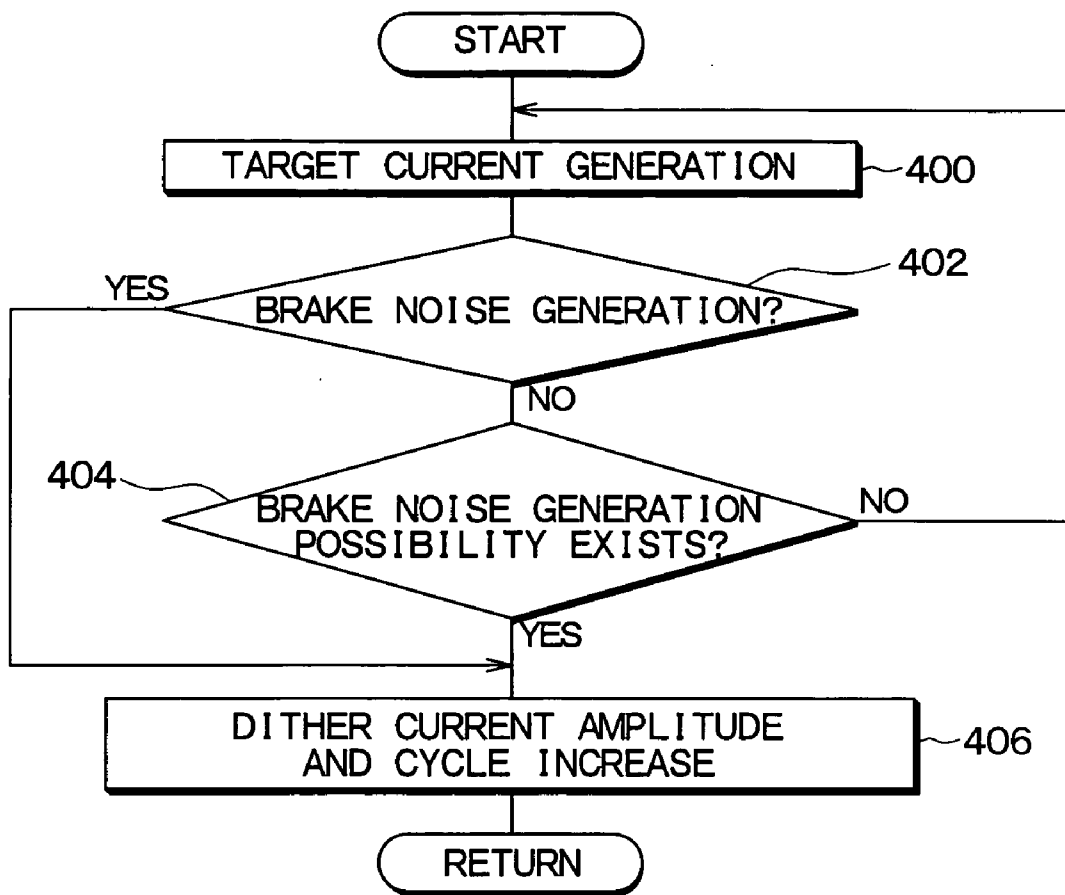 START
TARGET CURRENT GENERATION
400
402
YES
BRAKE NOISE GENERATION?
NO
404
BRAKE NOISE GENERATION
POSSIBILITY EXISTS?
NO
YES
DITHER CURRENT AMPLITUDE
AND CYCLE INCREASE
406
RETURN